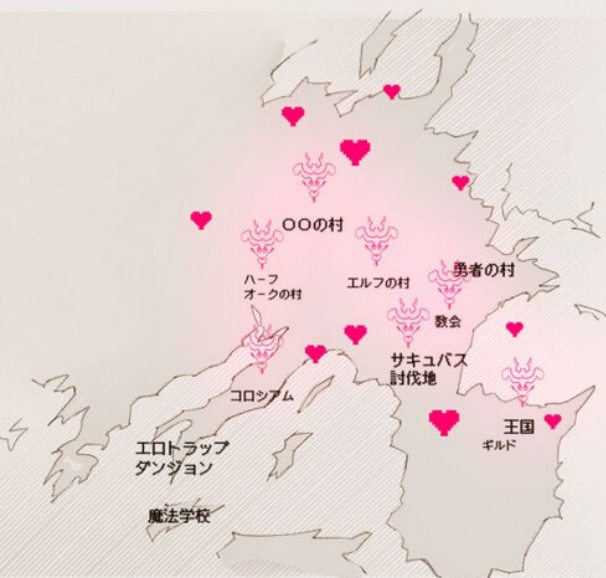 〇〇の村
勇者の村
ハーフ
オークの村
エルフの村
教会
サキュバス
討伐地
コロシアム
王国
ギルド
エロトラップ
ダンジョン
魔法学校